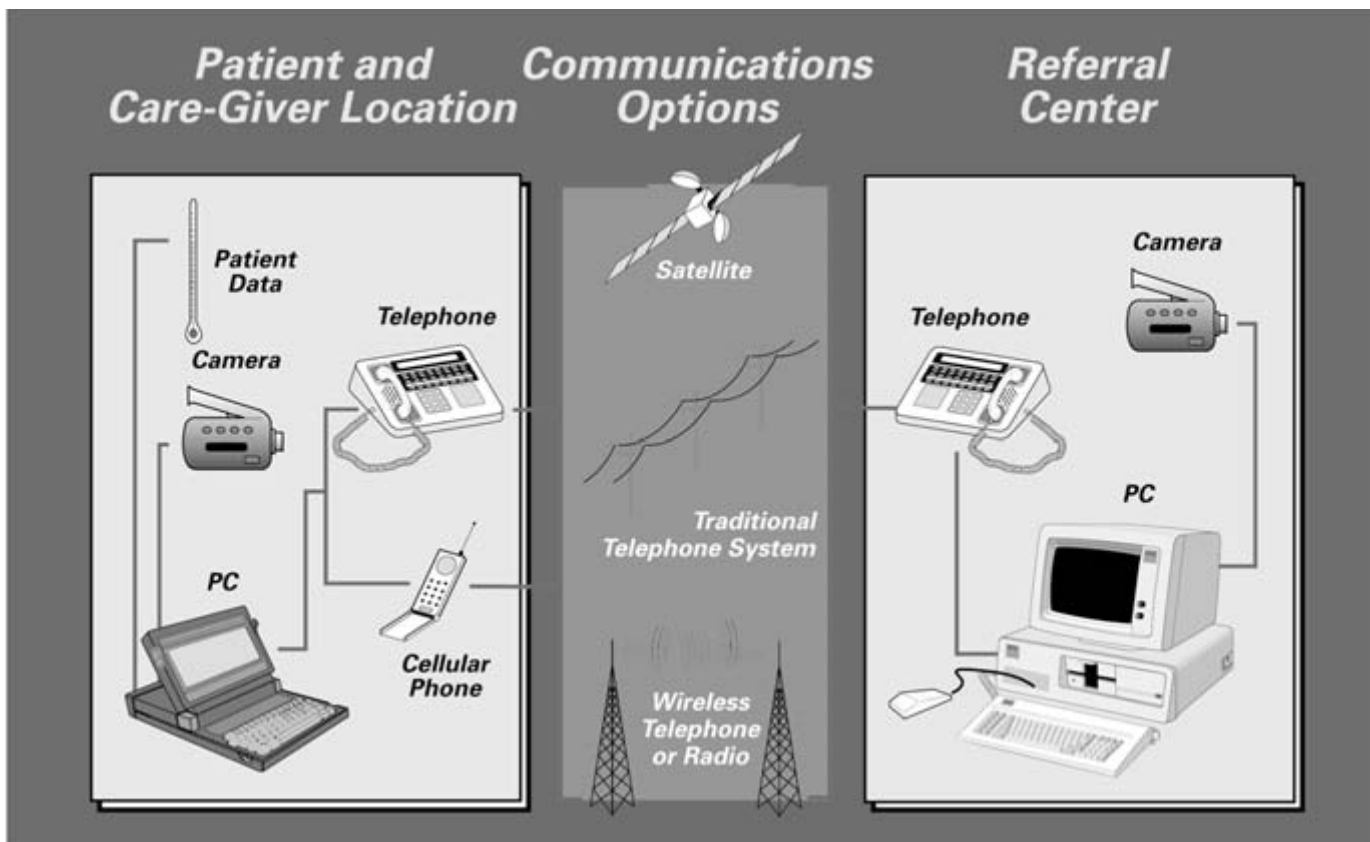 Patient and
Care-Giver Location
Communications
Options
Referral
Center
Patient
Data
Camera
Telephone
PC
Cellular
Phone
Satellite
Traditional
Telephone System
Wireless
Telephone
or Radio
Camera
Telephone
PC